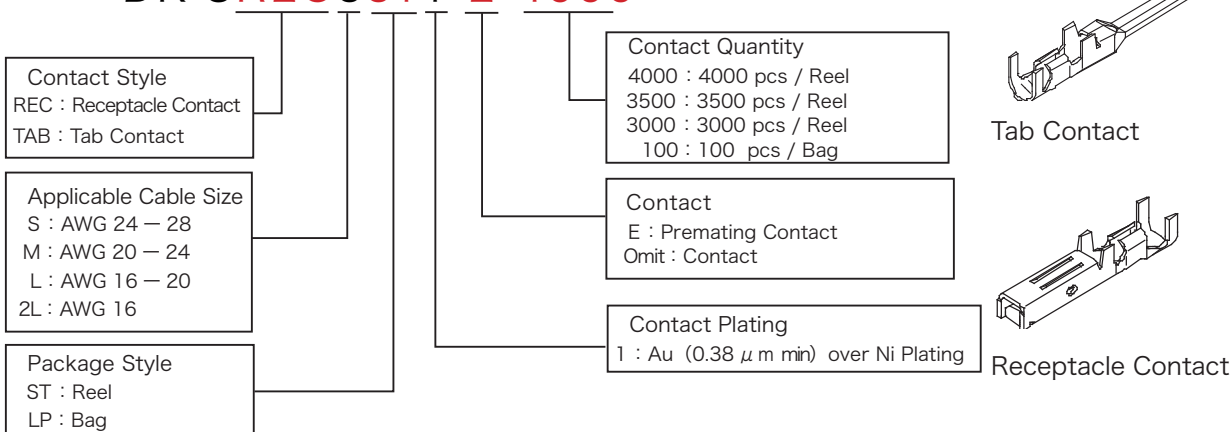 Contact Style
REC：Receptacle Contact
TAB：Tab Contact
Applicable Cable Size
S：AWG 24 － 28
M：AWG 20 － 24
L：AWG 16 － 20
2L：AWG 16
Package Style
ST：Reel
LP：Bag
Contact Quantity
4000：4000 pcs / Reel
3500：3500 pcs / Reel
3000：3000 pcs / Reel
100：100 pcs / Bag
Contact
E：Premating Contact
Omit：Contact
Contact Plating
1：Au（0.38 μ m min）over Ni Plating
Tab Contact
Receptacle Contact